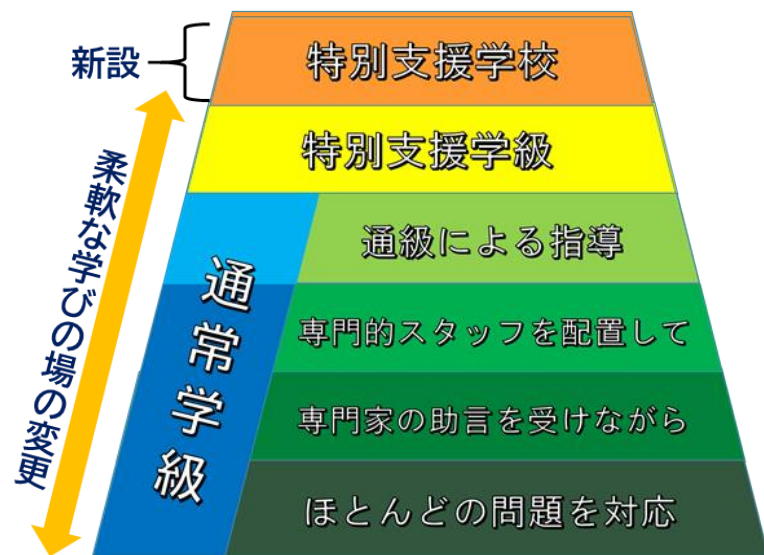 新設
特別支援学校
特別支援学級
通級による指導
専門的スタッフを配置して
専門家の助言を受けながら
ほとんどの問題を対応
通常学級
柔軟な学びの場の変更